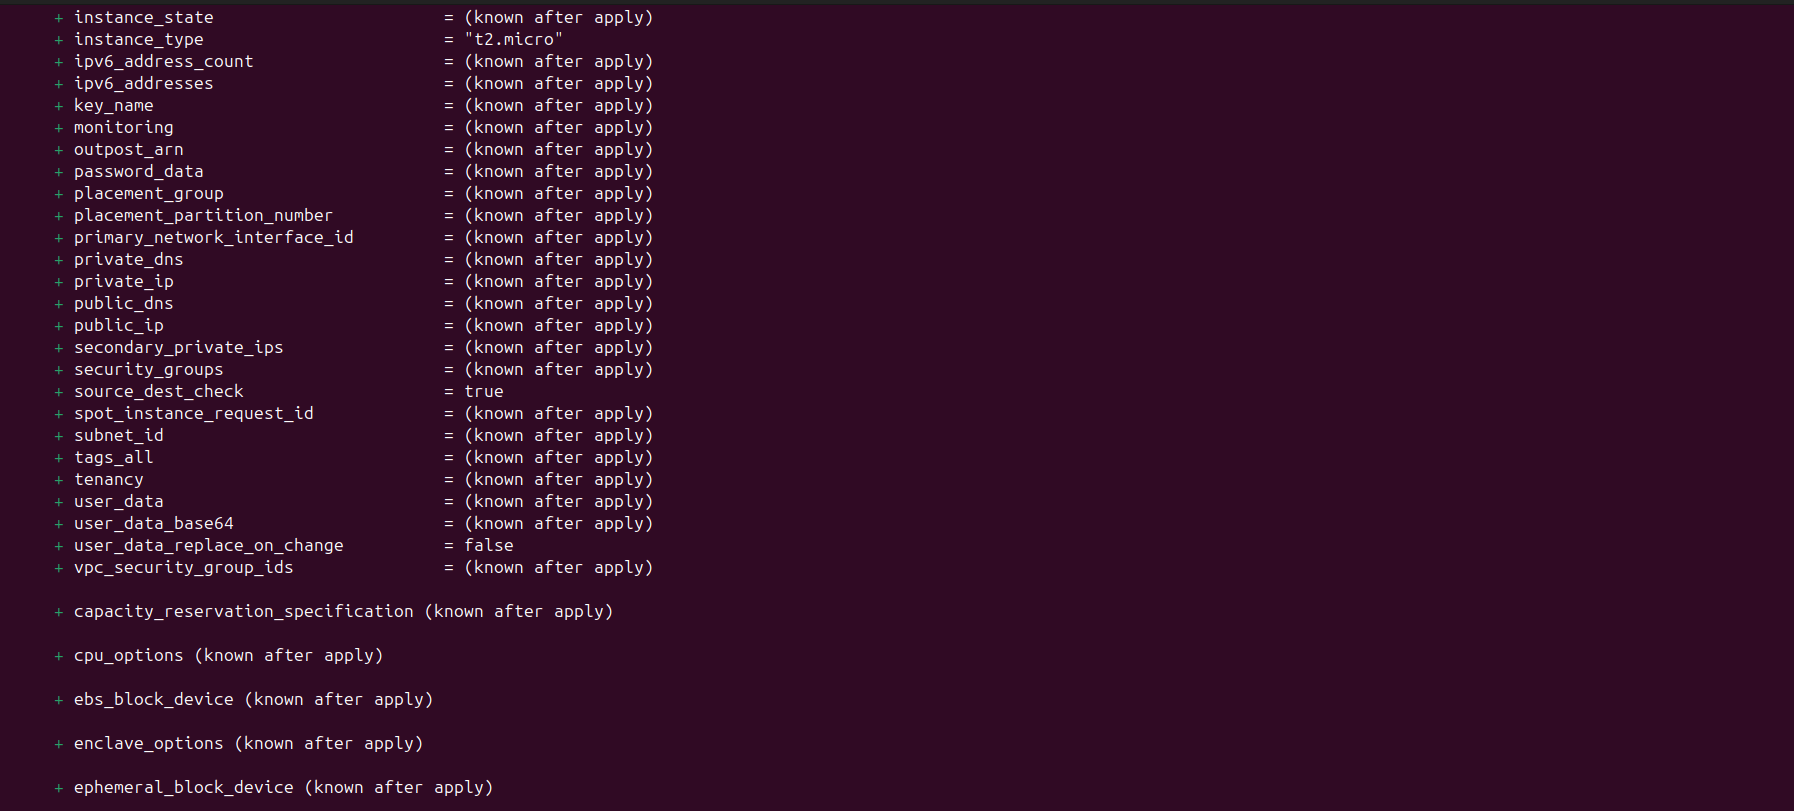 + instance_state                       = (known after apply)
+ instance_type                        = "t2.micro"
+ ipv6_address_count                   = (known after apply)
+ ipv6_addresses                       = (known after apply)
+ key_name                             = (known after apply)
+ monitoring                           = (known after apply)
+ outpost_arn                          = (known after apply)
+ password_data                        = (known after apply)
+ placement_group                      = (known after apply)
+ placement_partition_number           = (known after apply)
+ primary_network_interface_id         = (known after apply)
+ private_dns                          = (known after apply)
+ private_ip                           = (known after apply)
+ public_dns                           = (known after apply)
+ public_ip                            = (known after apply)
+ secondary_private_ips                = (known after apply)
+ security_groups                      = (known after apply)
+ source_dest_check                    = true
+ spot_instance_request_id             = (known after apply)
+ subnet_id                            = (known after apply)
+ tags_all                             = (known after apply)
+ tenancy                              = (known after apply)
+ user_data                            = (known after apply)
+ user_data_base64                     = (known after apply)
+ user_data_replace_on_change          = false
+ vpc_security_group_ids               = (known after apply)
+ capacity_reservation_specification (known after apply)
+ cpu_options (known after apply)
+ ebs_block_device (known after apply)
+ enclave_options (known after apply)
+ ephemeral_block_device (known after apply)